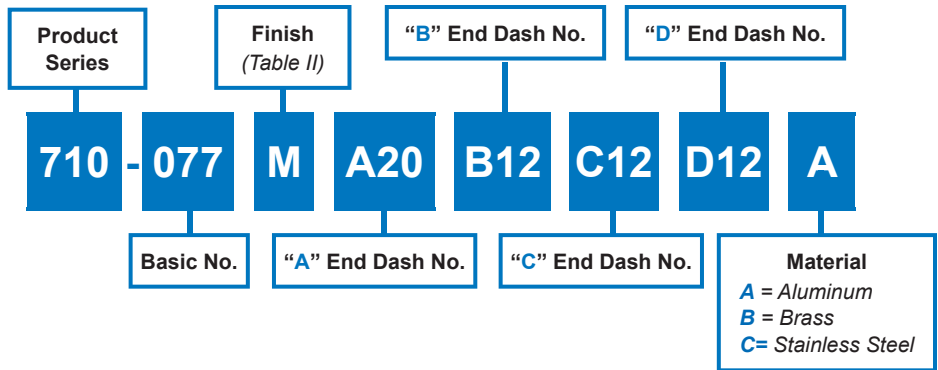 Product
Series
Finish
(Table II)
“B” End Dash No.
“D” End Dash No.
710 - 077 M A20 B12 C12 D12 A
Basic No.
“A” End Dash No.
“C” End Dash No.
Material
A = Aluminum
B = Brass
C= Stainless Steel